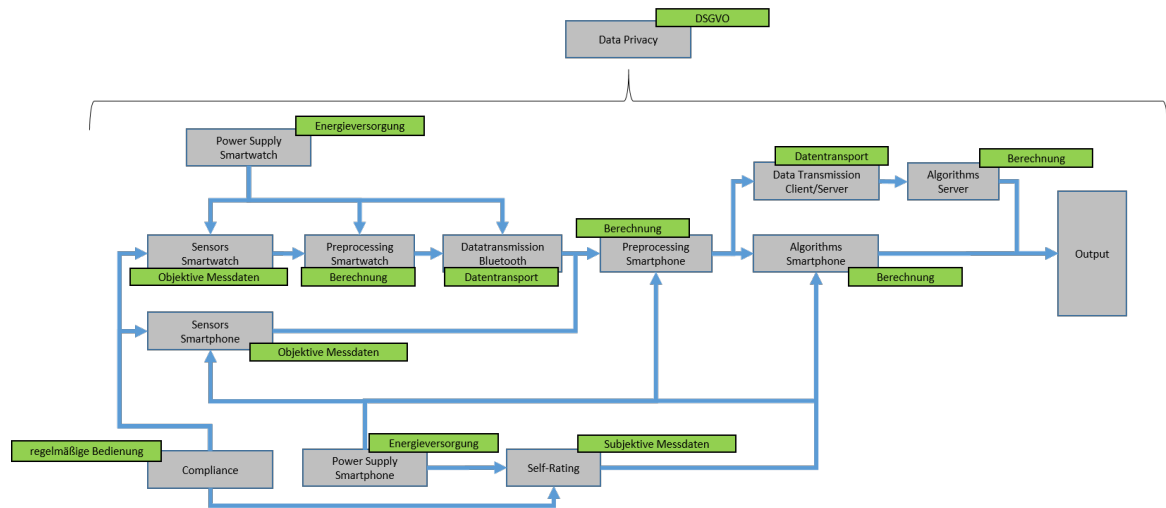 DSGVO
Data Privacy
Energieversorgung
Power Supply
Smartwatch
Datentransport
Data Transmission
Client/Server
Berechnung
Algorithms
Server
Sensors
Smartwatch
Objektive Messdaten
Preprocessing
Smartwatch
Berechnung
Datatransmission
Bluetooth
Datentransport
Berechnung
Preprocessing
Smartphone
Algorithms
Smartphone
Berechnung
Output
Sensors
Smartphone
Objektive Messdaten
regelmäßige Bedienung
Compliance
Energieversorgung
Power Supply
Smartphone
Subjektive Messdaten
Self-Rating